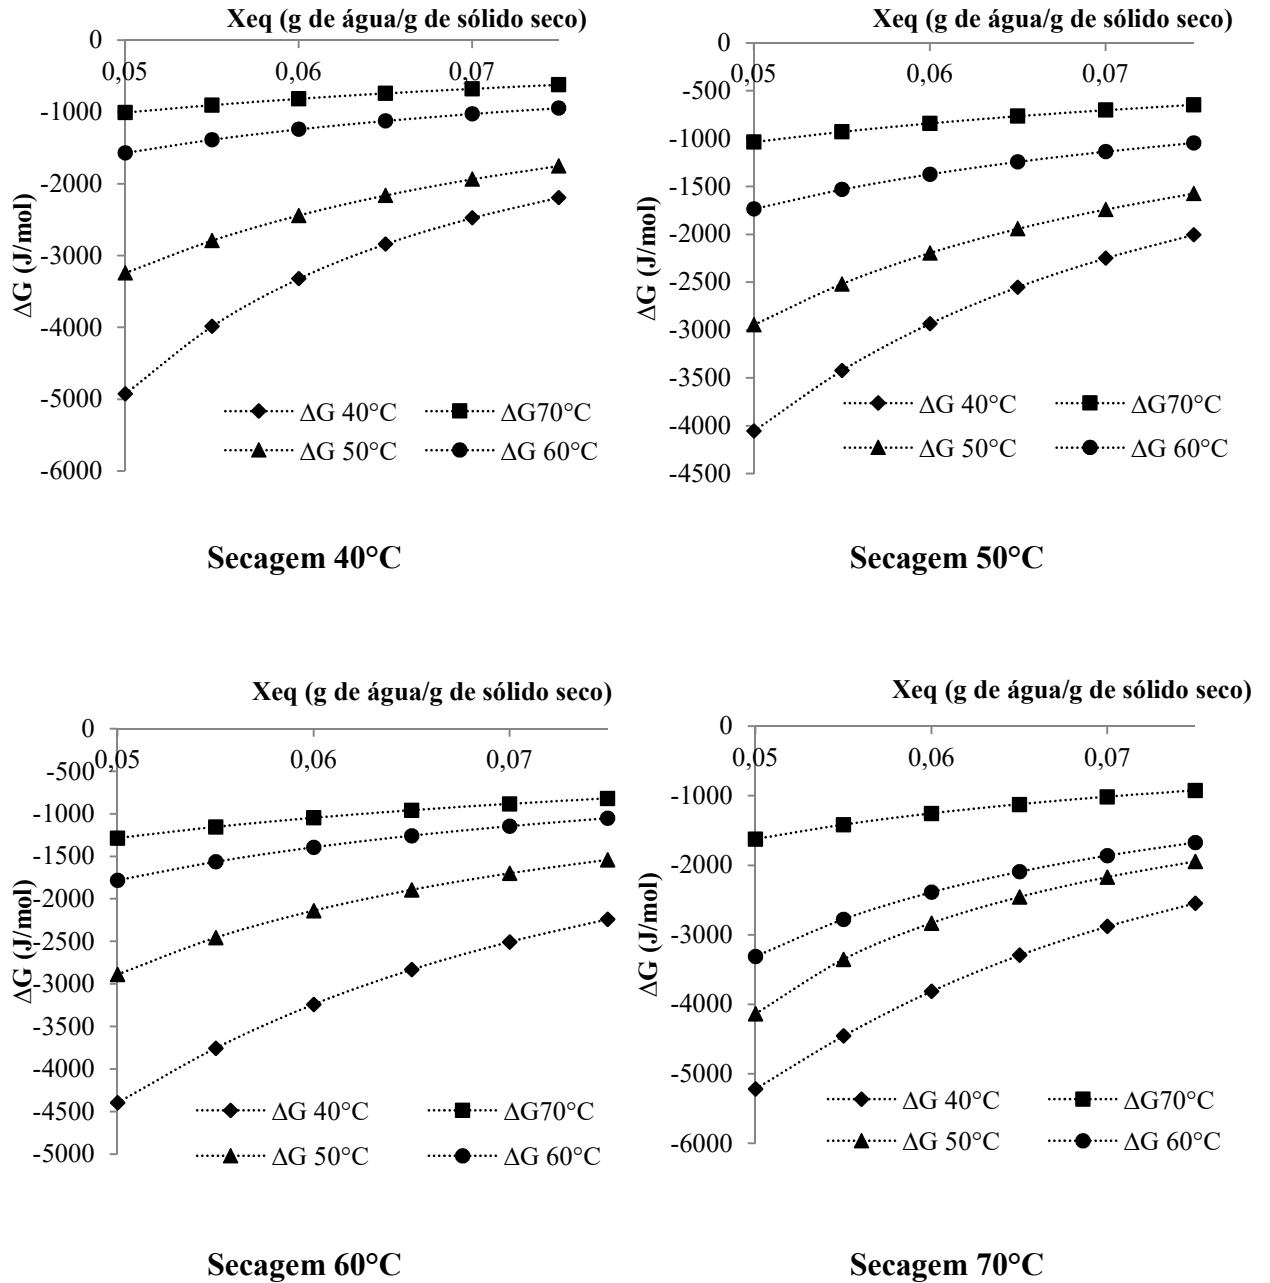 Xeq (g de água/g de sólido seco)
0
0,05
0,06
0,07
-1000
-2000
-3000
-4000
-5000
-6000
ΔG (J/mol)
ΔG 40°C
ΔG70°C
ΔG 50°C
ΔG 60°C
Secagem 40°C
Xeq (g de água/g de sólido seco)
0
0,05
0,06
0,07
-500
-1000
-1500
-2000
-2500
-3000
-3500
-4000
-4500
ΔG (J/mol)
ΔG 40°C
ΔG70°C
ΔG 50°C
ΔG 60°C
Secagem 50°C
Xeq (g de água/g de sólido seco)
0
0,05
0,06
0,07
-500
-1000
-1500
-2000
-2500
-3000
-3500
-4000
-4500
-5000
ΔG (J/mol)
ΔG 40°C
ΔG70°C
ΔG 50°C
ΔG 60°C
Secagem 60°C
Xeq (g de água/g de sólido seco)
0
0,05
0,06
0,07
-1000
-2000
-3000
-4000
-5000
-6000
ΔG (J/mol)
ΔG 40°C
ΔG70°C
ΔG 50°C
ΔG 60°C
Secagem 70°C